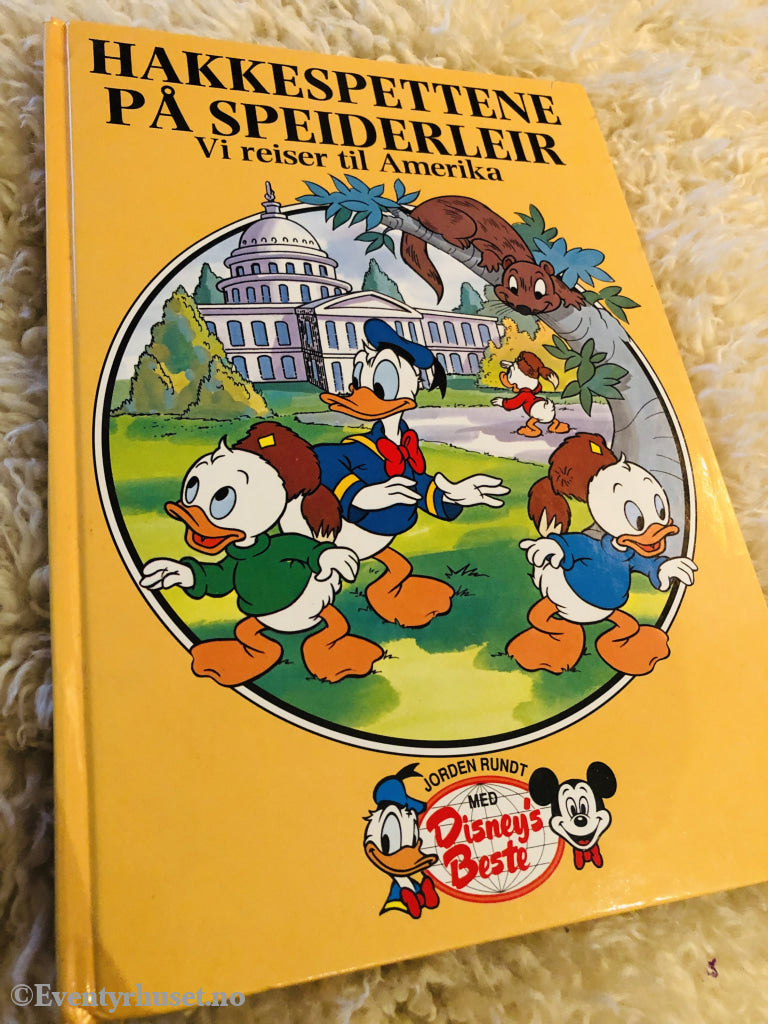 HAKKESPETTENE
PÅ SPEIDERLEIR
Vi reiser til Amerika
JORDEN RUNDT
MED
Disney's
Beste
©Eventyrhuset.no